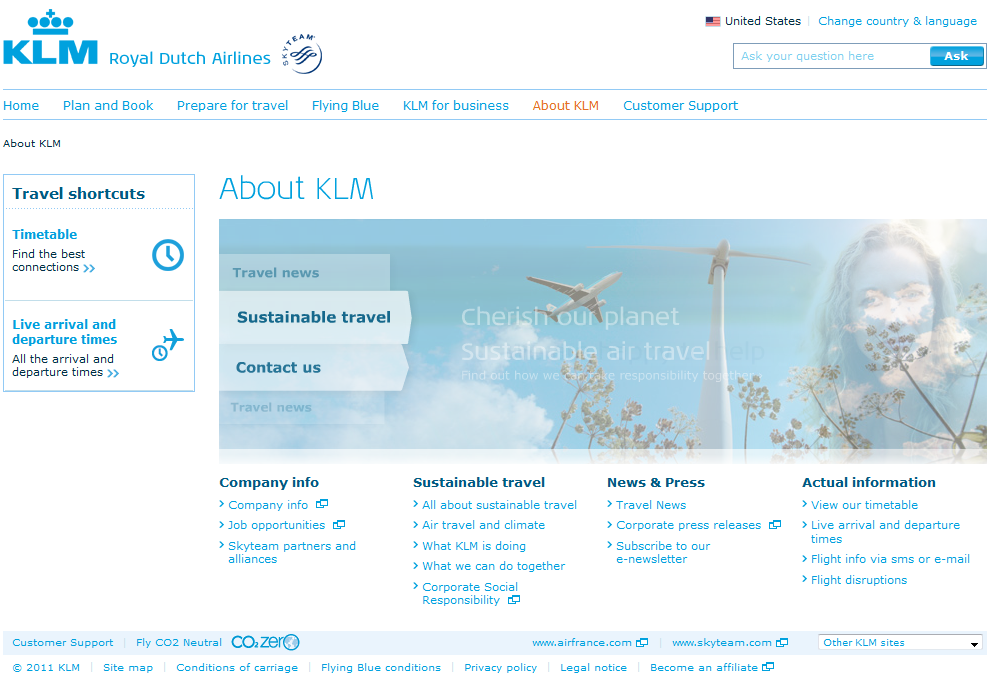 United States
Change country & language
KLM Royal Dutch Airlines
SKYTEAM
Ask your question here
Ask
Home
Plan and Book
Prepare for travel
Flying Blue
KLM for business
About KLM
Customer Support
About KLM
Travel shortcuts
Timetable
Find the best
connections
Live arrival and
departure times
All the arrival and
departure times
About KLM
Travel news
Sustainable travel
Contact us
Travel news
Cherish our planet
Sustainable air travel
Find out how we can take responsibility together
Company info
Company info
Job opportunities
Skyteam partners and
alliances
Sustainable travel
All about sustainable travel
Air travel and climate
What KLM is doing
What we can do together
Corporate Social
Responsibility
News & Press
Travel News
Corporate press releases
Subscribe to our
e-newsletter
Actual information
View our timetable
Live arrival and departure
times
Flight info via sms or e-mail
Flight disruptions
Customer Support
Fly CO2 Neutral
CO2 zero
www.airfrance.com
www.skyteam.com
Other KLM sites
© 2011 KLM
Site map
Conditions of carriage
Flying Blue conditions
Privacy policy
Legal notice
Become an affiliate